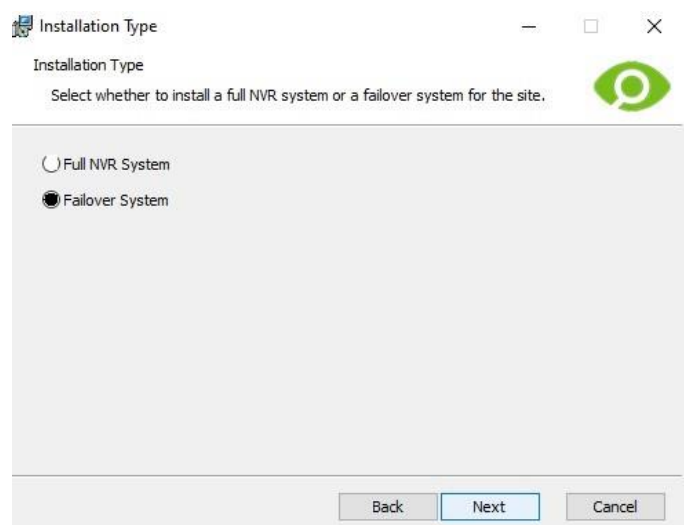 Installation Type
Installation Type
Select whether to install a full NVR system or a failover system for the site.
Full NVR System
Failover System
Back Next Cancel